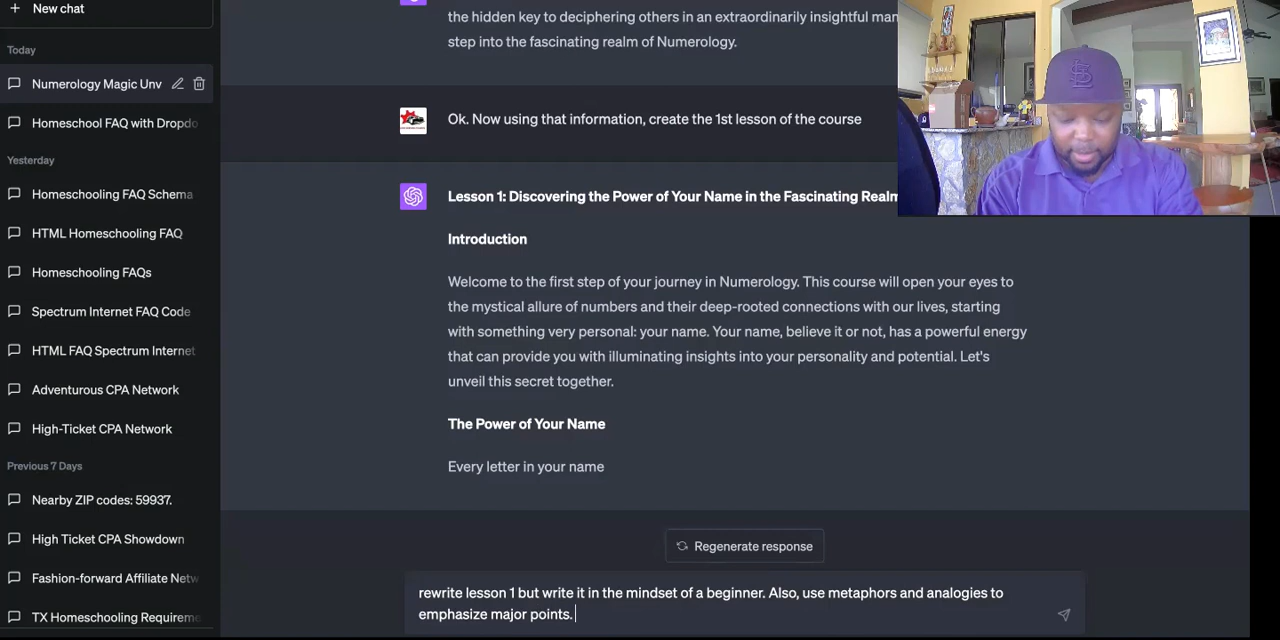 New chat
Today
Numerology Magic Unv
Homeschool FAQ with Dropdo
Yesterday
Homeschooling FAQ Schema
HTML Homeschooling FAQ
Homeschooling FAQs
Spectrum Internet FAQ Code
HTML FAQ Spectrum Internet
Adventurous CPA Network
High-Ticket CPA Network
Previous 7 Days
Nearby ZIP codes: 59937.
High Ticket CPA Showdown
Fashion-forward Affiliate Netw
TX Homeschooling Requireme
the hidden key to deciphering others in an extraordinarily insightful man
step into the fascinating realm of Numerology.
Ok. Now using that information, create the 1st lesson of the course
Lesson 1: Discovering the Power of Your Name in the Fascinating Realm
Introduction
Welcome to the first step of your journey in Numerology. This course will open your eyes to
the mystical allure of numbers and their deep-rooted connections with our lives, starting
with something very personal: your name. Your name, believe it or not, has a powerful energy
that can provide you with illuminating insights into your personality and potential. Let's
unveil this secret together.
The Power of Your Name
Every letter in your name
Regenerate response
rewrite lesson 1 but write it in the mindset of a beginner. Also, use metaphors and analogies to
emphasize major points.